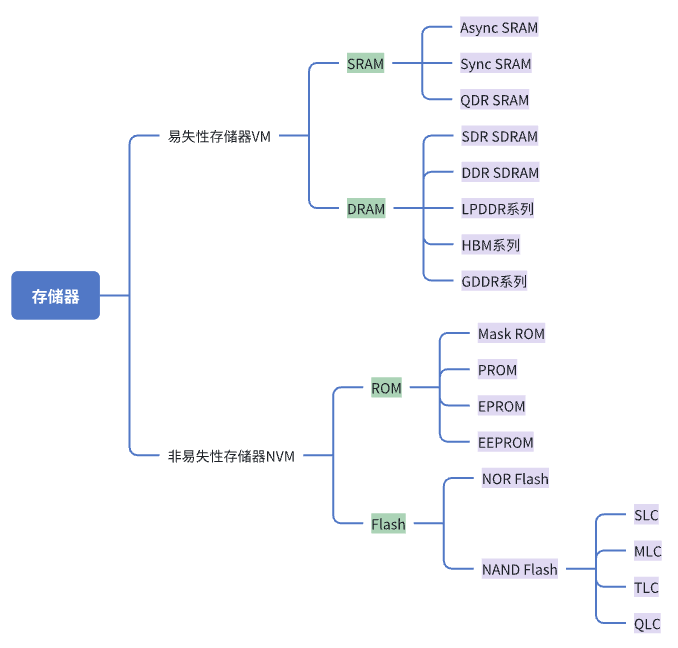 存储器
易失性存储器VM
SRAM
Async SRAM
Sync SRAM
QDR SRAM
DRAM
SDR SDRAM
DDR SDRAM
LPDDR系列
HBM系列
GDDR系列
非易失性存储器NVM
ROM
Mask ROM
PROM
EPROM
EEPROM
Flash
NOR Flash
NAND Flash
SLC
MLC
TLC
QLC